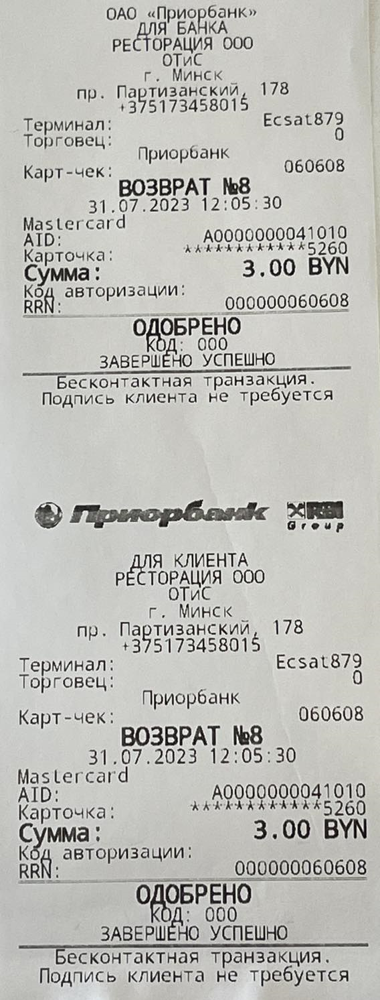 ОАО «Приорбанк»
ДЛЯ БАНКА
РЕСТОРАЦИЯ ООО
ОТиС
г. Минск
пр. Партизанский, 178
+375173458015
Терминал: Ecsat879
Торговец: 0
Приорбанк
Карт-чек: 060608
ВОЗВРАТ №8
31.07.2023 12:05:30
Mastercard
AID: A0000000041010
Карточка: ************5260
Сумма: 3.00 BYN
Код авторизации:
RRN: 000000060608
ОДОБРЕНО
КОД: 000
ЗАВЕРШЕНО УСПЕШНО
Бесконтактная транзакция.
Подпись клиента не требуется
Приорбанк RBI Group
ДЛЯ КЛИЕНТА
РЕСТОРАЦИЯ ООО
ОТиС
г. Минск
пр. Партизанский, 178
+375173458015
Терминал: Ecsat879
Торговец: 0
Приорбанк
Карт-чек: 060608
ВОЗВРАТ №8
31.07.2023 12:05:30
Mastercard
AID: A0000000041010
Карточка: ************5260
Сумма: 3.00 BYN
Код авторизации:
RRN: 000000060608
ОДОБРЕНО
КОД: 000
ЗАВЕРШЕНО УСПЕШНО
Бесконтактная транзакция.
Подпись клиента не требуется